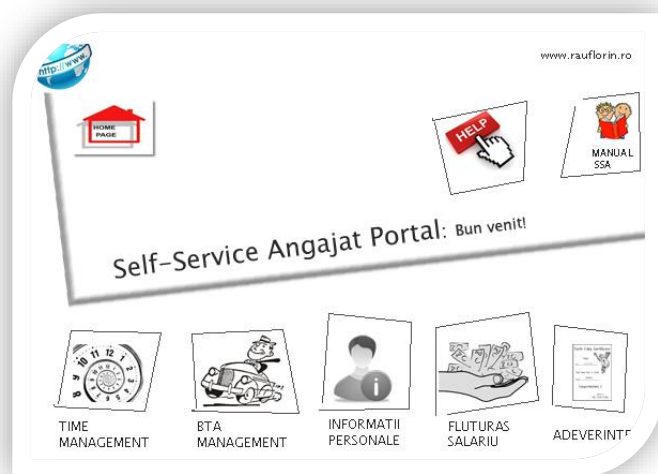 http://www.
www.rauflorin.ro
HOME
PAGE
HELP
MANUAL
SSA
Self-Service Angajat Portal: Bun venit!
TIME
MANAGEMENT
BTA
MANAGEMENT
INFORMATII
PERSONALE
FLUTURAS
SALARIU
ADEVERINTE